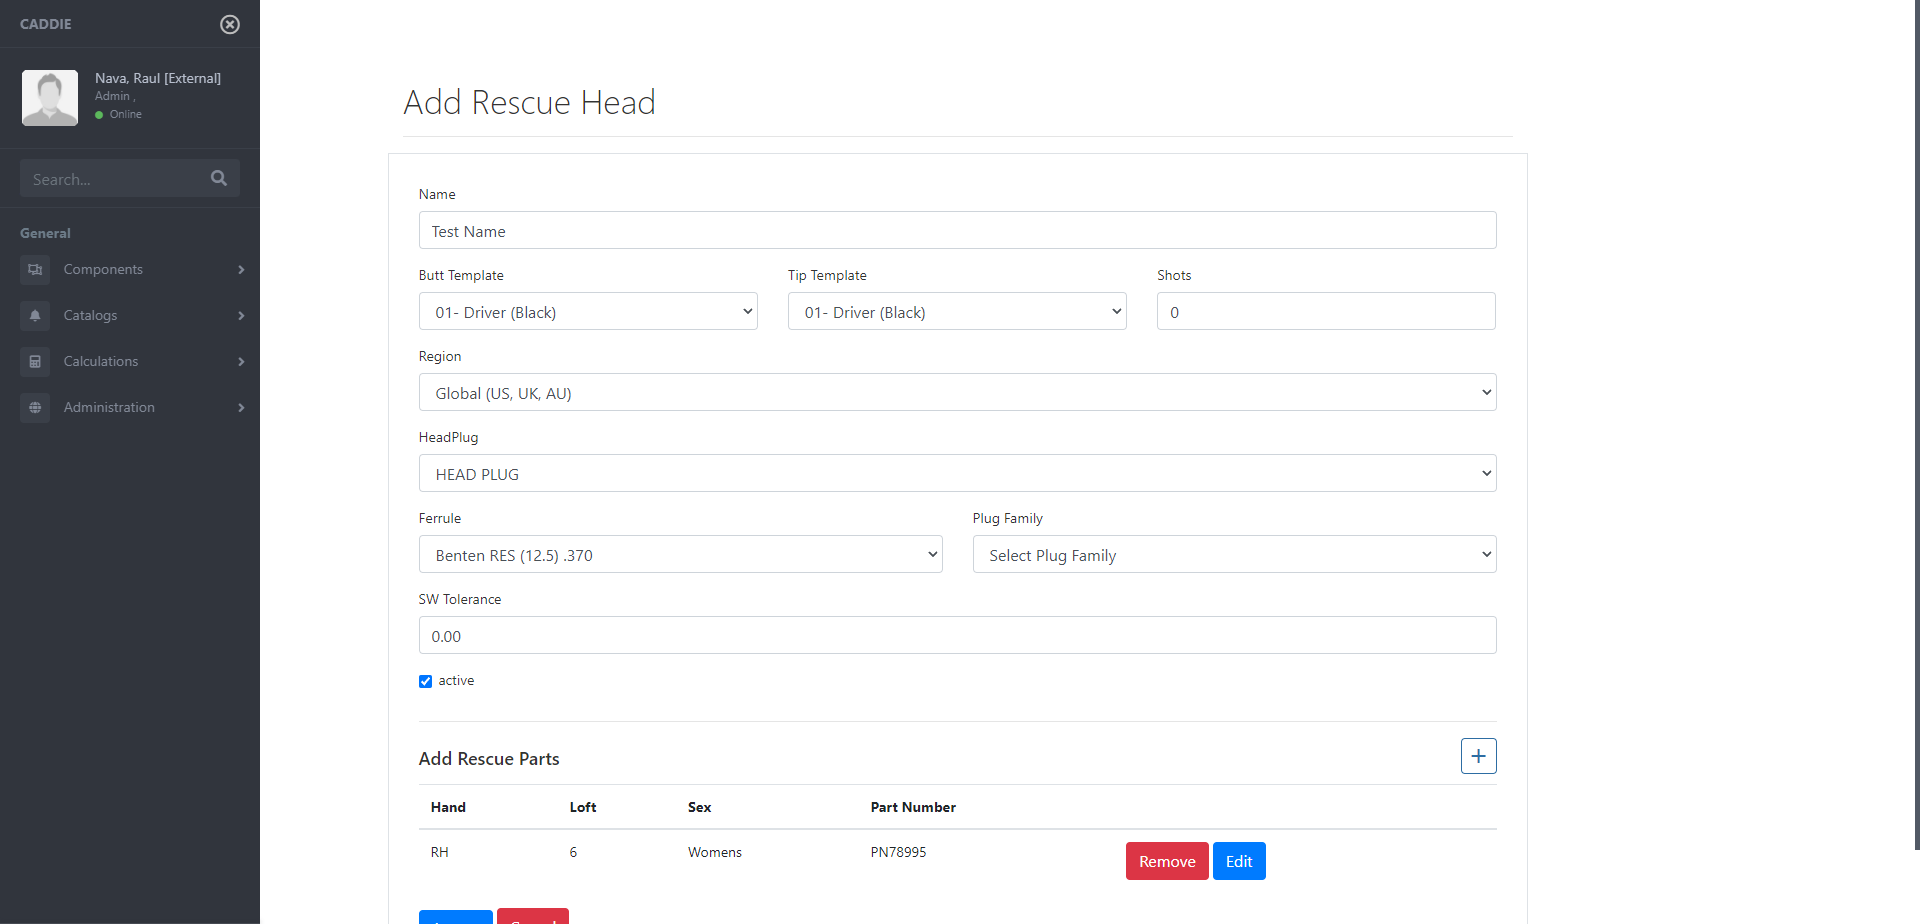 CADDIE
Nava, Raul [External]
Admin ,
Online
Search...
General
Components
Catalogs
Calculations
Administration
Add Rescue Head
Name
Test Name
Butt Template Tip Template Shots
01- Driver (Black) 01- Driver (Black) 0
Region
Global (US, UK, AU)
HeadPlug
HEAD PLUG
Ferrule Plug Family
Benten RES (12.5) .370 Select Plug Family
SW Tolerance
0.00
active
Add Rescue Parts
Hand Loft Sex Part Number
RH 6 Womens PN78995 Remove Edit